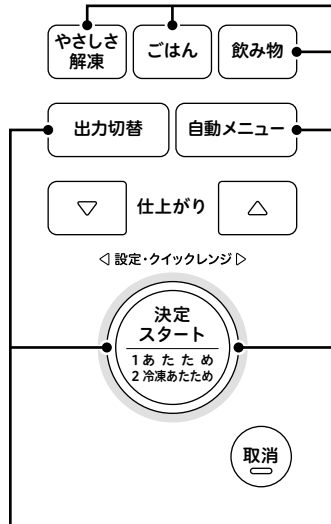 やさしさ
解凍
ごはん
飲み物
出力切替
自動メニュー
▽ 仕上がり △
◁ 設定・クイックレンジ ▷
決定
スタート
1 あたため
2 冷凍あたため
取消